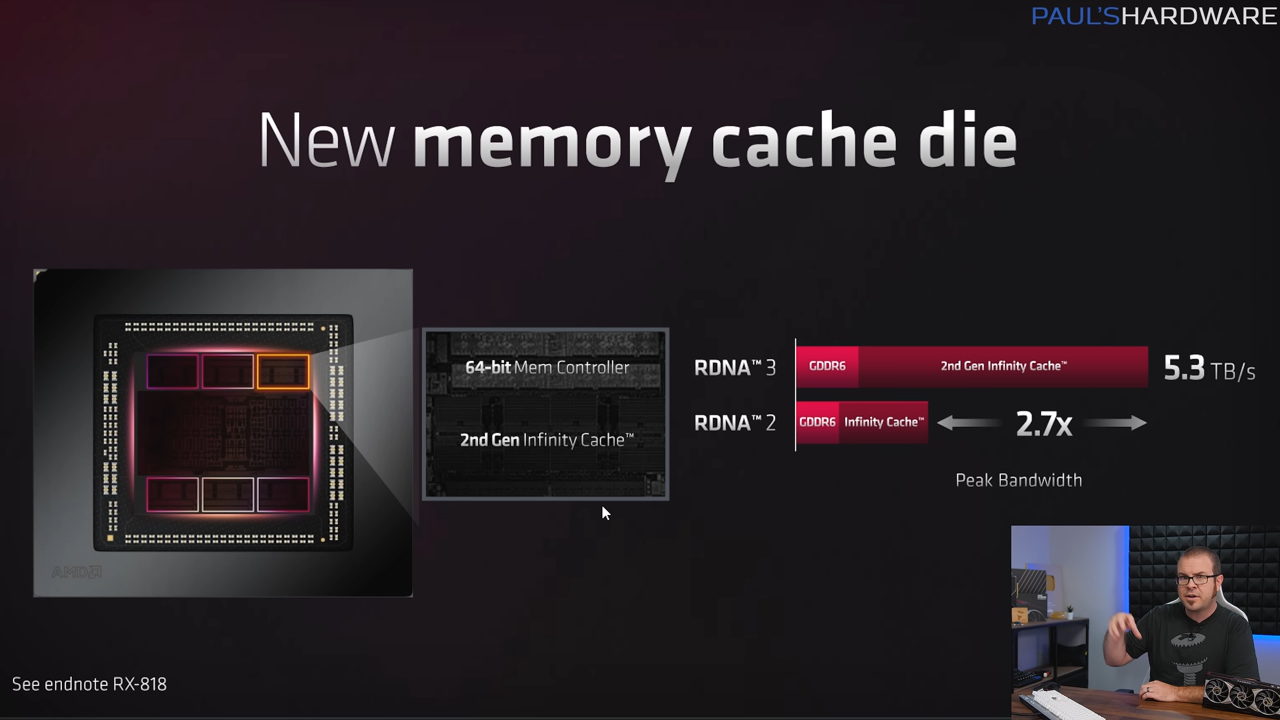 PAUL'SHARDWARE
New memory cache die
64-bit Mem Controller
2nd Gen Infinity Cache™
RDNA™ 3
GDDR6
2nd Gen Infinity Cache™
5.3 TB/s
RDNA™ 2
GDDR6
Infinity Cache™
2.7x
Peak Bandwidth
AMD
See endnote RX-818